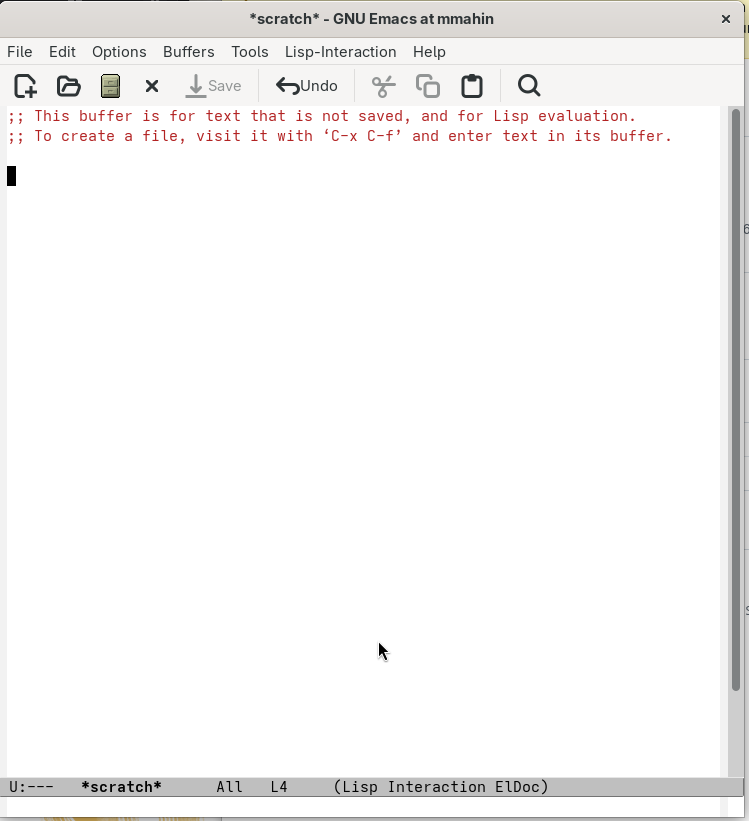 *scratch* - GNU Emacs at mmahin
File Edit Options Buffers Tools Lisp-Interaction Help
Save Undo
;; This buffer is for text that is not saved, and for Lisp evaluation.
;; To create a file, visit it with ‘C-x C-f’ and enter text in its buffer.
U:--- *scratch* All L4 (Lisp Interaction ElDoc)